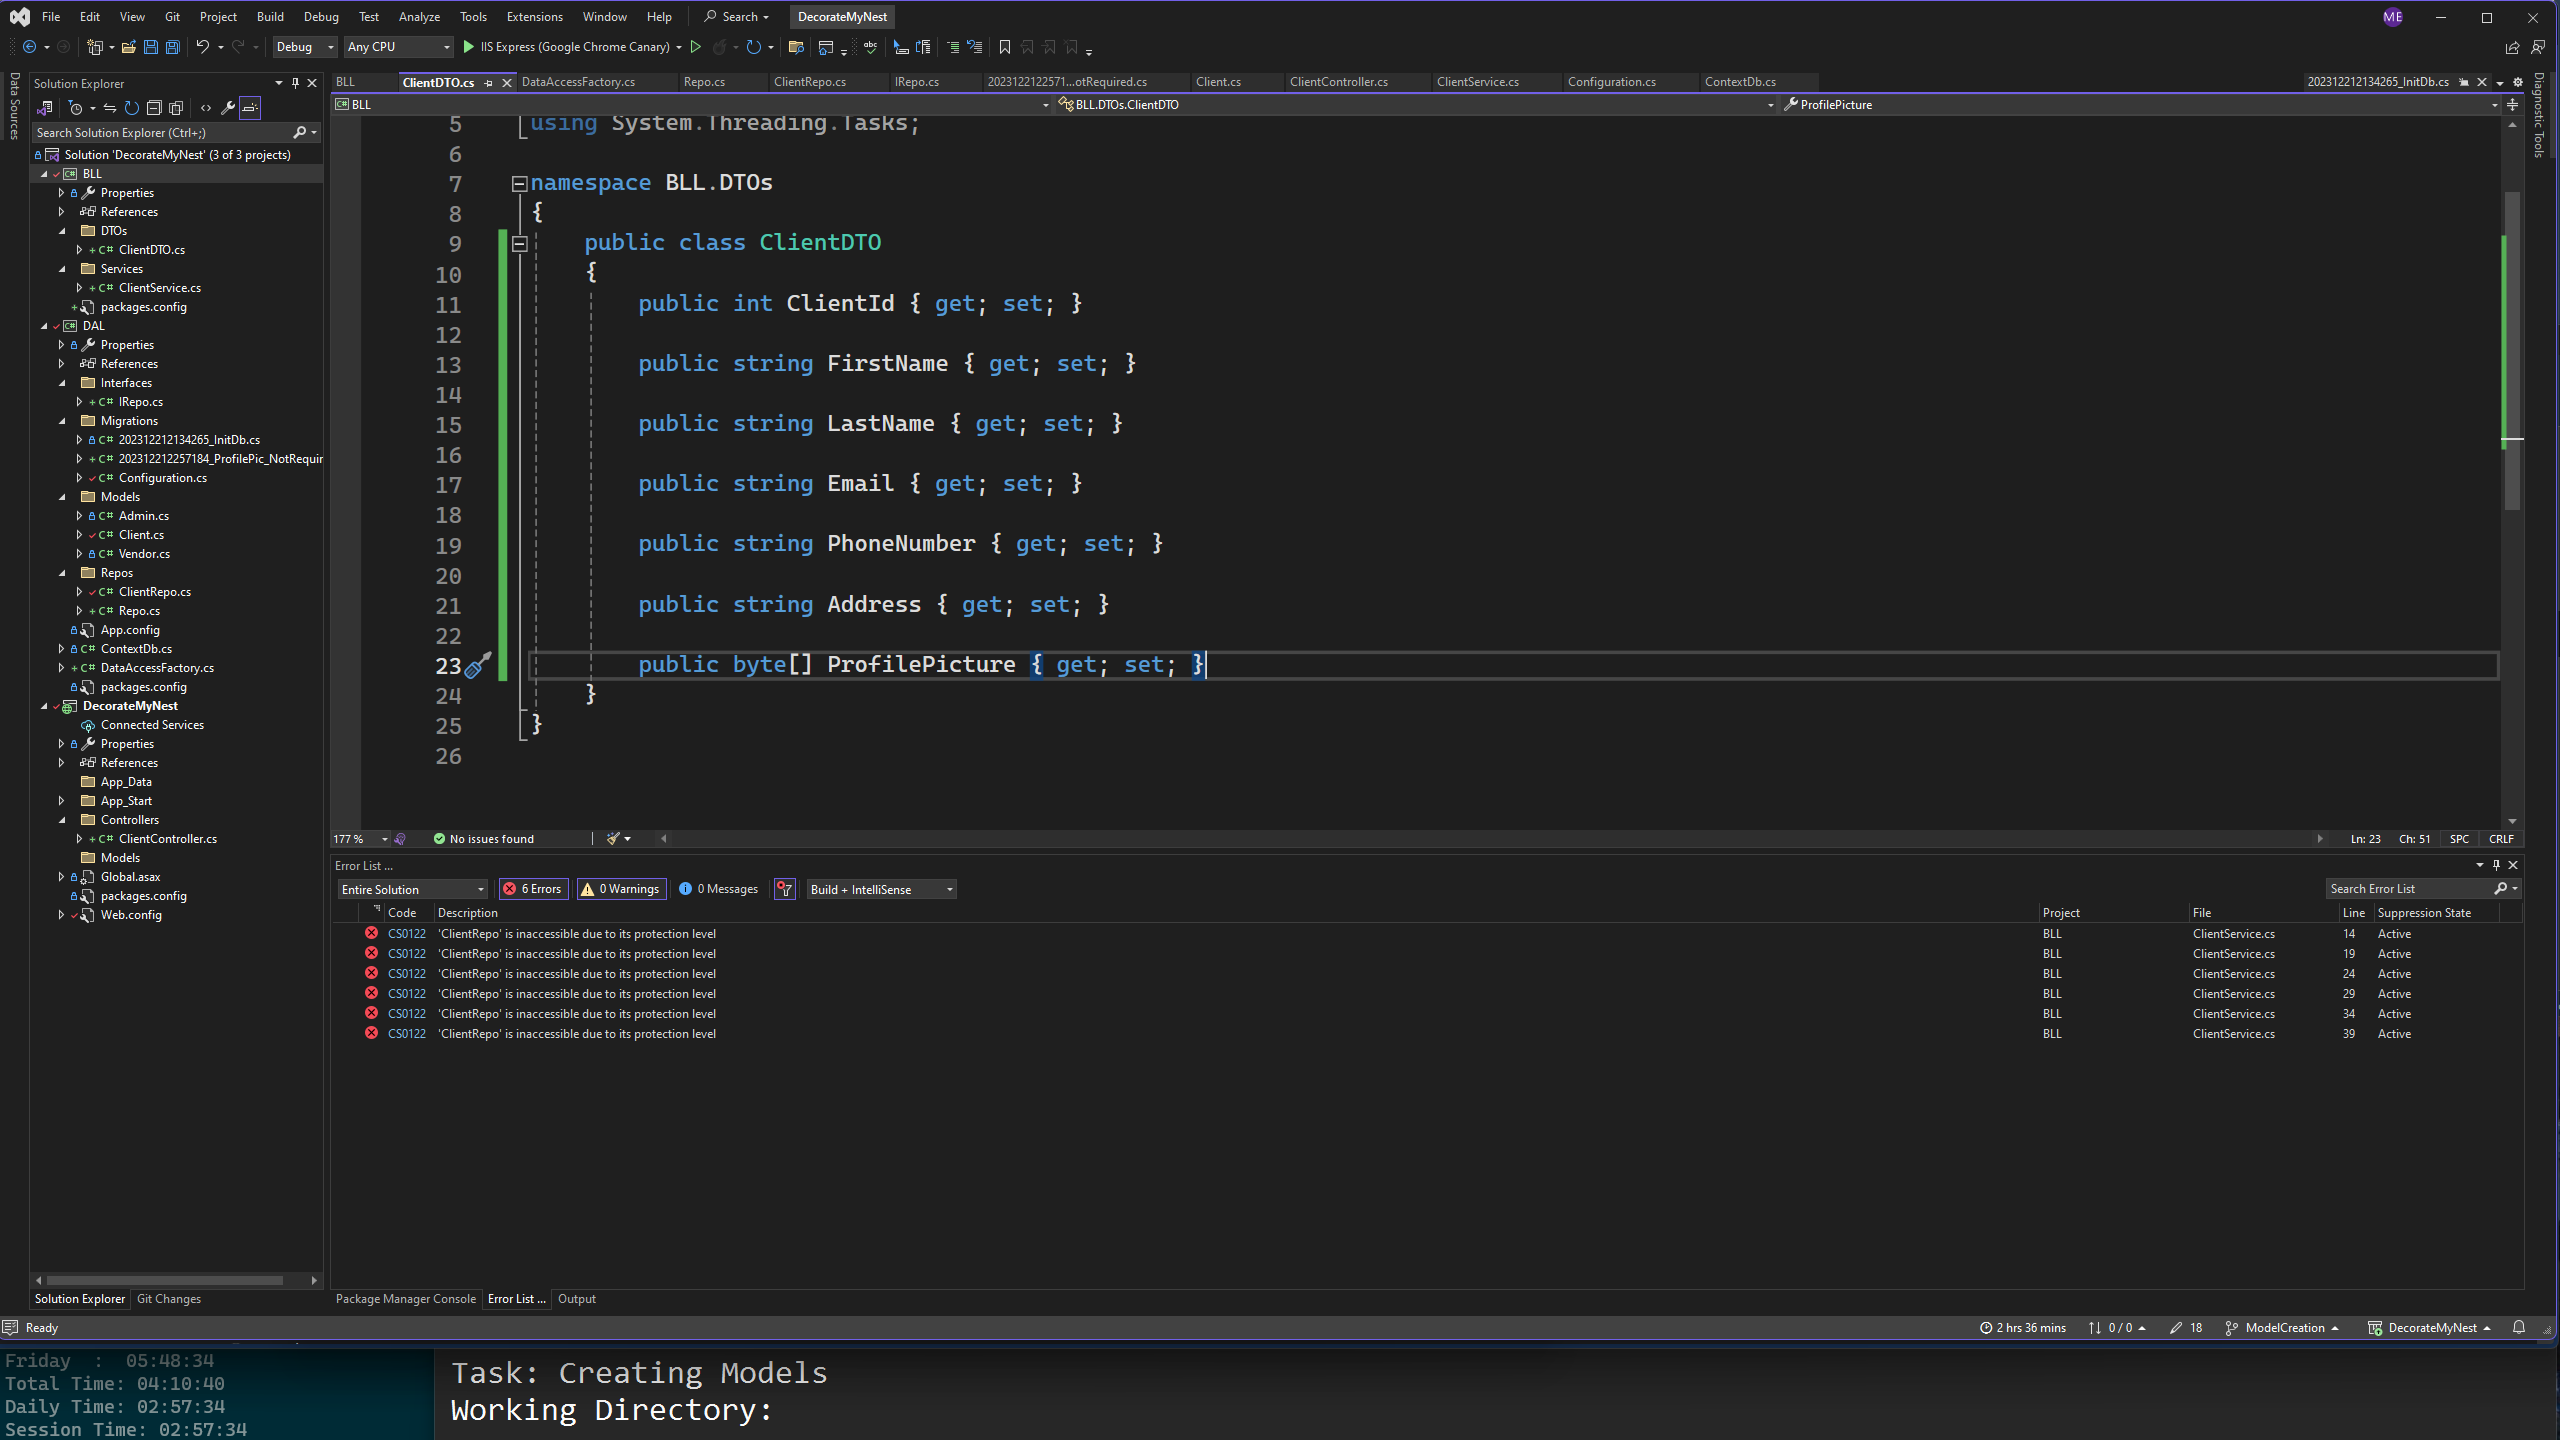 File Edit View Git Project Build Debug Test Analyze Tools Extensions Window Help Search DecorateMyNest ME
Debug Any CPU IIS Express (Google Chrome Canary)
Data Sources
Solution Explorer
Search Solution Explorer (Ctrl+;)
Solution 'DecorateMyNest' (3 of 3 projects)
BLL
Properties
References
DTOs
C# ClientDTO.cs
Services
C# ClientService.cs
packages.config
DAL
Properties
References
Interfaces
C# IRepo.cs
Migrations
C# 202312212134265_InitDb.cs
C# 202312212257184_ProfilePic_NotRequir
C# Configuration.cs
Models
C# Admin.cs
C# Client.cs
C# Vendor.cs
Repos
C# ClientRepo.cs
C# Repo.cs
App.config
C# ContextDb.cs
C# DataAccessFactory.cs
packages.config
DecorateMyNest
Connected Services
Properties
References
App_Data
App_Start
Controllers
C# ClientController.cs
Models
Global.asax
packages.config
Web.config
Solution Explorer Git Changes
BLL ClientDTO.cs DataAccessFactory.cs Repo.cs ClientRepo.cs IRepo.cs 2023122122571...otRequired.cs Client.cs ClientController.cs ClientService.cs Configuration.cs ContextDb.cs 202312212134265_InitDb.cs
BLL BLL.DTOs.ClientDTO ProfilePicture
5 using System.Threading.Tasks;
6
7 namespace BLL.DTOs
8 {
9 public class ClientDTO
10 {
11 public int ClientId { get; set; }
12
13 public string FirstName { get; set; }
14
15 public string LastName { get; set; }
16
17 public string Email { get; set; }
18
19 public string PhoneNumber { get; set; }
20
21 public string Address { get; set; }
22
23 public byte[] ProfilePicture { get; set; }
24 }
25 }
26
Diagnostic Tools
177 % No issues found Ln: 23 Ch: 51 SPC CRLF
Error List ...
Entire Solution 6 Errors 0 Warnings 0 Messages Build + IntelliSense Search Error List
Code Description Project File Line Suppression State
CS0122 'ClientRepo' is inaccessible due to its protection level BLL ClientService.cs 14 Active
CS0122 'ClientRepo' is inaccessible due to its protection level BLL ClientService.cs 19 Active
CS0122 'ClientRepo' is inaccessible due to its protection level BLL ClientService.cs 24 Active
CS0122 'ClientRepo' is inaccessible due to its protection level BLL ClientService.cs 29 Active
CS0122 'ClientRepo' is inaccessible due to its protection level BLL ClientService.cs 34 Active
CS0122 'ClientRepo' is inaccessible due to its protection level BLL ClientService.cs 39 Active
Package Manager Console Error List ... Output
Ready 2 hrs 36 mins 0 / 0 18 ModelCreation DecorateMyNest
Friday : 05:48:34
Total Time: 04:10:40
Daily Time: 02:57:34
Session Time: 02:57:34
Task: Creating Models
Working Directory: